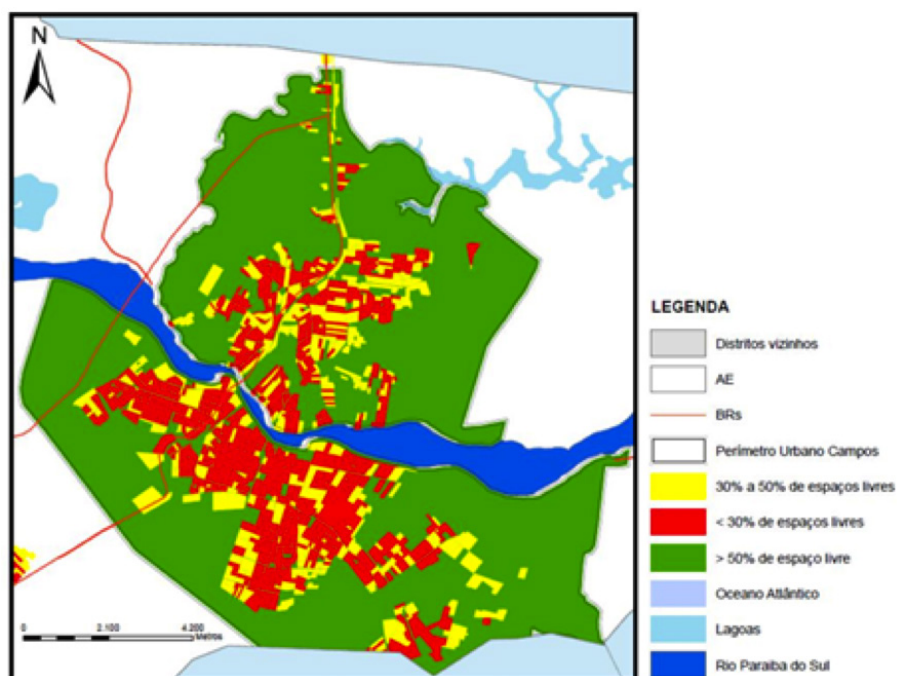 N
0 2.100 4.200
Metros
LEGENDA
Distritos vizinhos
AE
BRs
Perímetro Urbano Campos
30% a 50% de espaços livres
< 30% de espaços livres
> 50% de espaço livre
Oceano Atlântico
Lagoas
Rio Paraiba do Sul